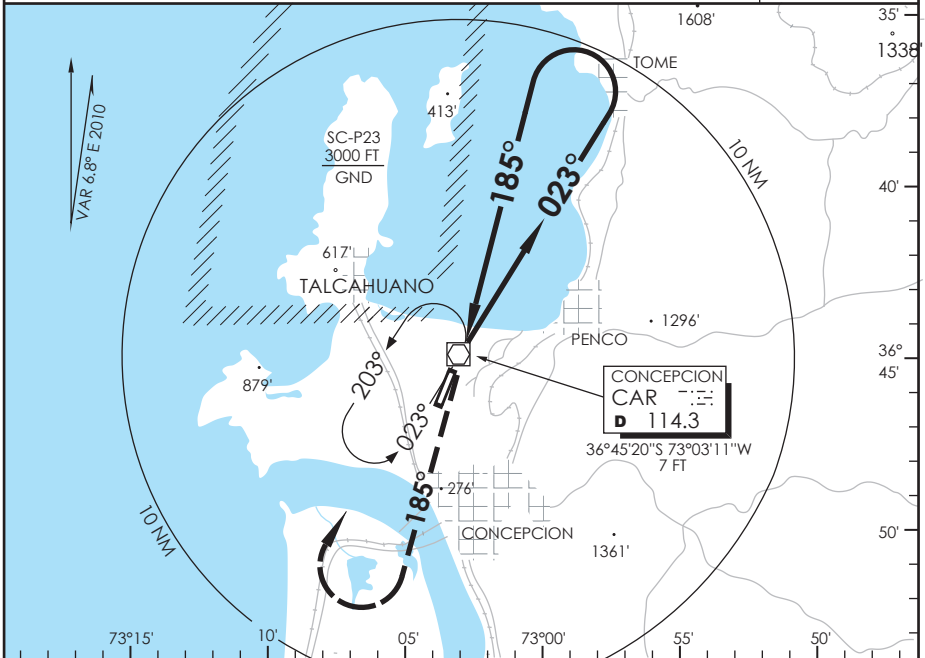 1608'
35'
1338'
TOME
VAR 6.8° E 2010
413'
SC-P23
3000 FT
GND
10 NM
185°
023°
40'
617'
TALCAHUANO
1296'
PENCO
36°
45'
203°
879'
CONCEPCION
CAR
D 114.3
36°45'20"S 73°03'11"W
7 FT
023°
185°
276'
10 NM
CONCEPCION
1361'
50'
73°15'
10'
05'
73°00'
55'
50'